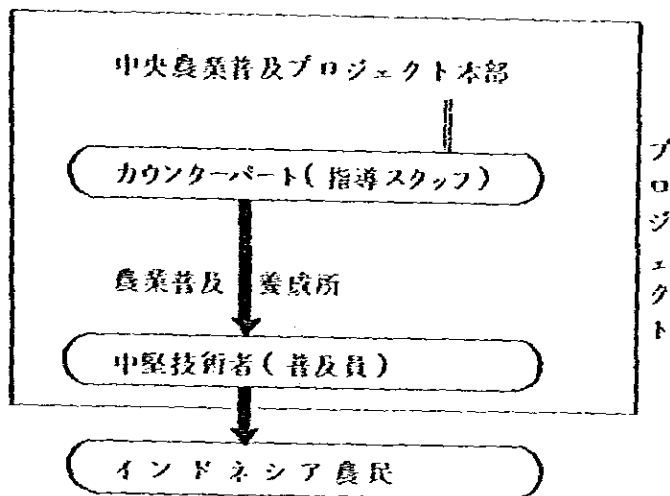 中央農業普及プロジェクト本部
カウンターパート(指導スタッフ)
農業普及 養成所
中堅技術者(普及員)
インドネシア農民
プロジェクト